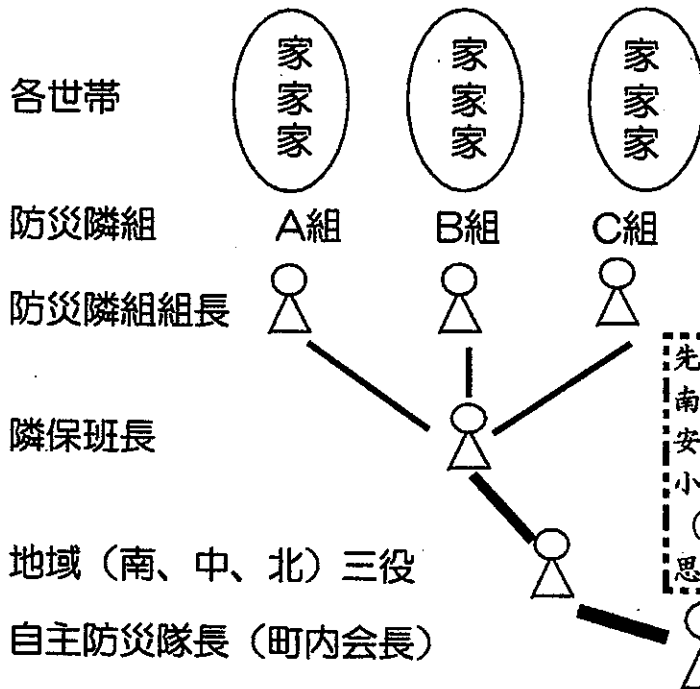 各世帯
家 家 家
家 家 家
家 家 家
防災隣組 A組 B組 C組
防災隣組組長
隣保班長
地域（南、中、北）三役
自主防災隊長（町内会長）
先
南
安
小
（
思